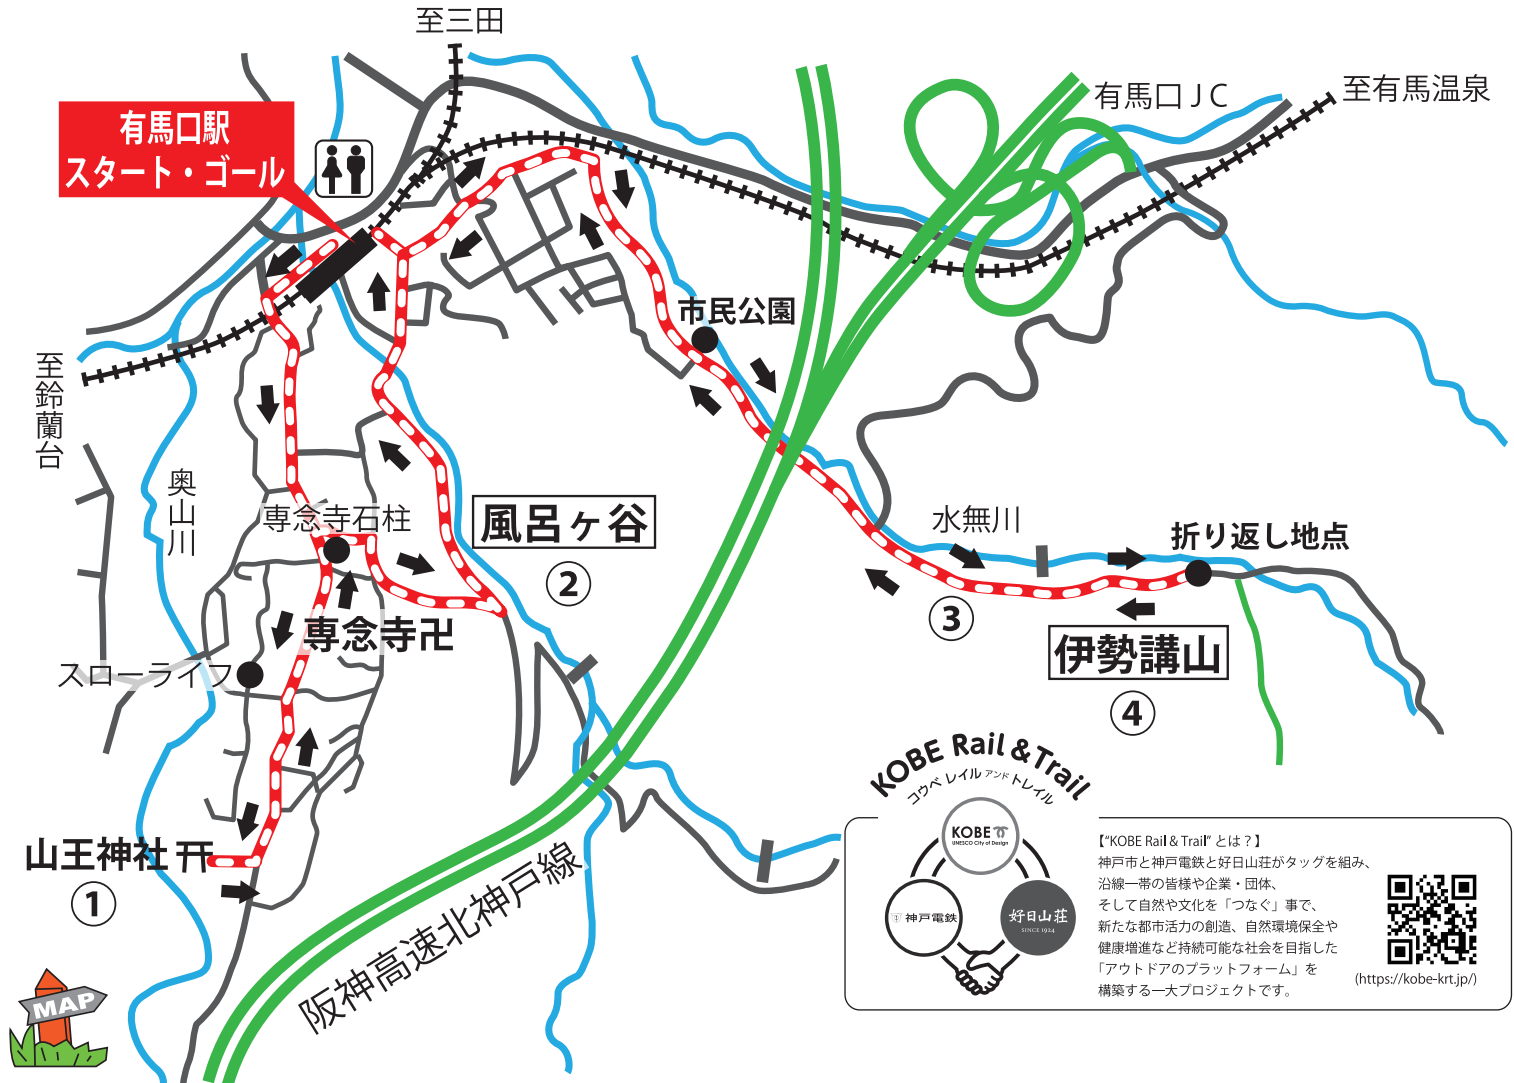 至三田
有馬口JC
至有馬温泉
有馬口駅
スタート・ゴール
市民公園
至鈴蘭台
奥山川
専念寺石柱
風呂ヶ谷
②
水無川
折り返し地点
③
専念寺卍
伊勢講山
④
スローライフ
山王神社
①
阪神高速北神戸線
MAP
KOBE Rail & Trail
コウベ レイル アンド トレイル
KOBE
UNESCO City of Design
神戸電鉄
好日山荘
SINCE 1924
【“KOBE Rail & Trail” とは？】
神戸市と神戸電鉄と好日山荘がタッグを組み、
沿線一帯の皆様や企業・団体、
そして自然や文化を「つなぐ」事で、
新たな都市活力の創造、自然環境保全や
健康増進など持続可能な社会を目指した
「アウトドアのプラットフォーム」を
構築する一大プロジェクトです。
(https://kobe-krt.jp/)